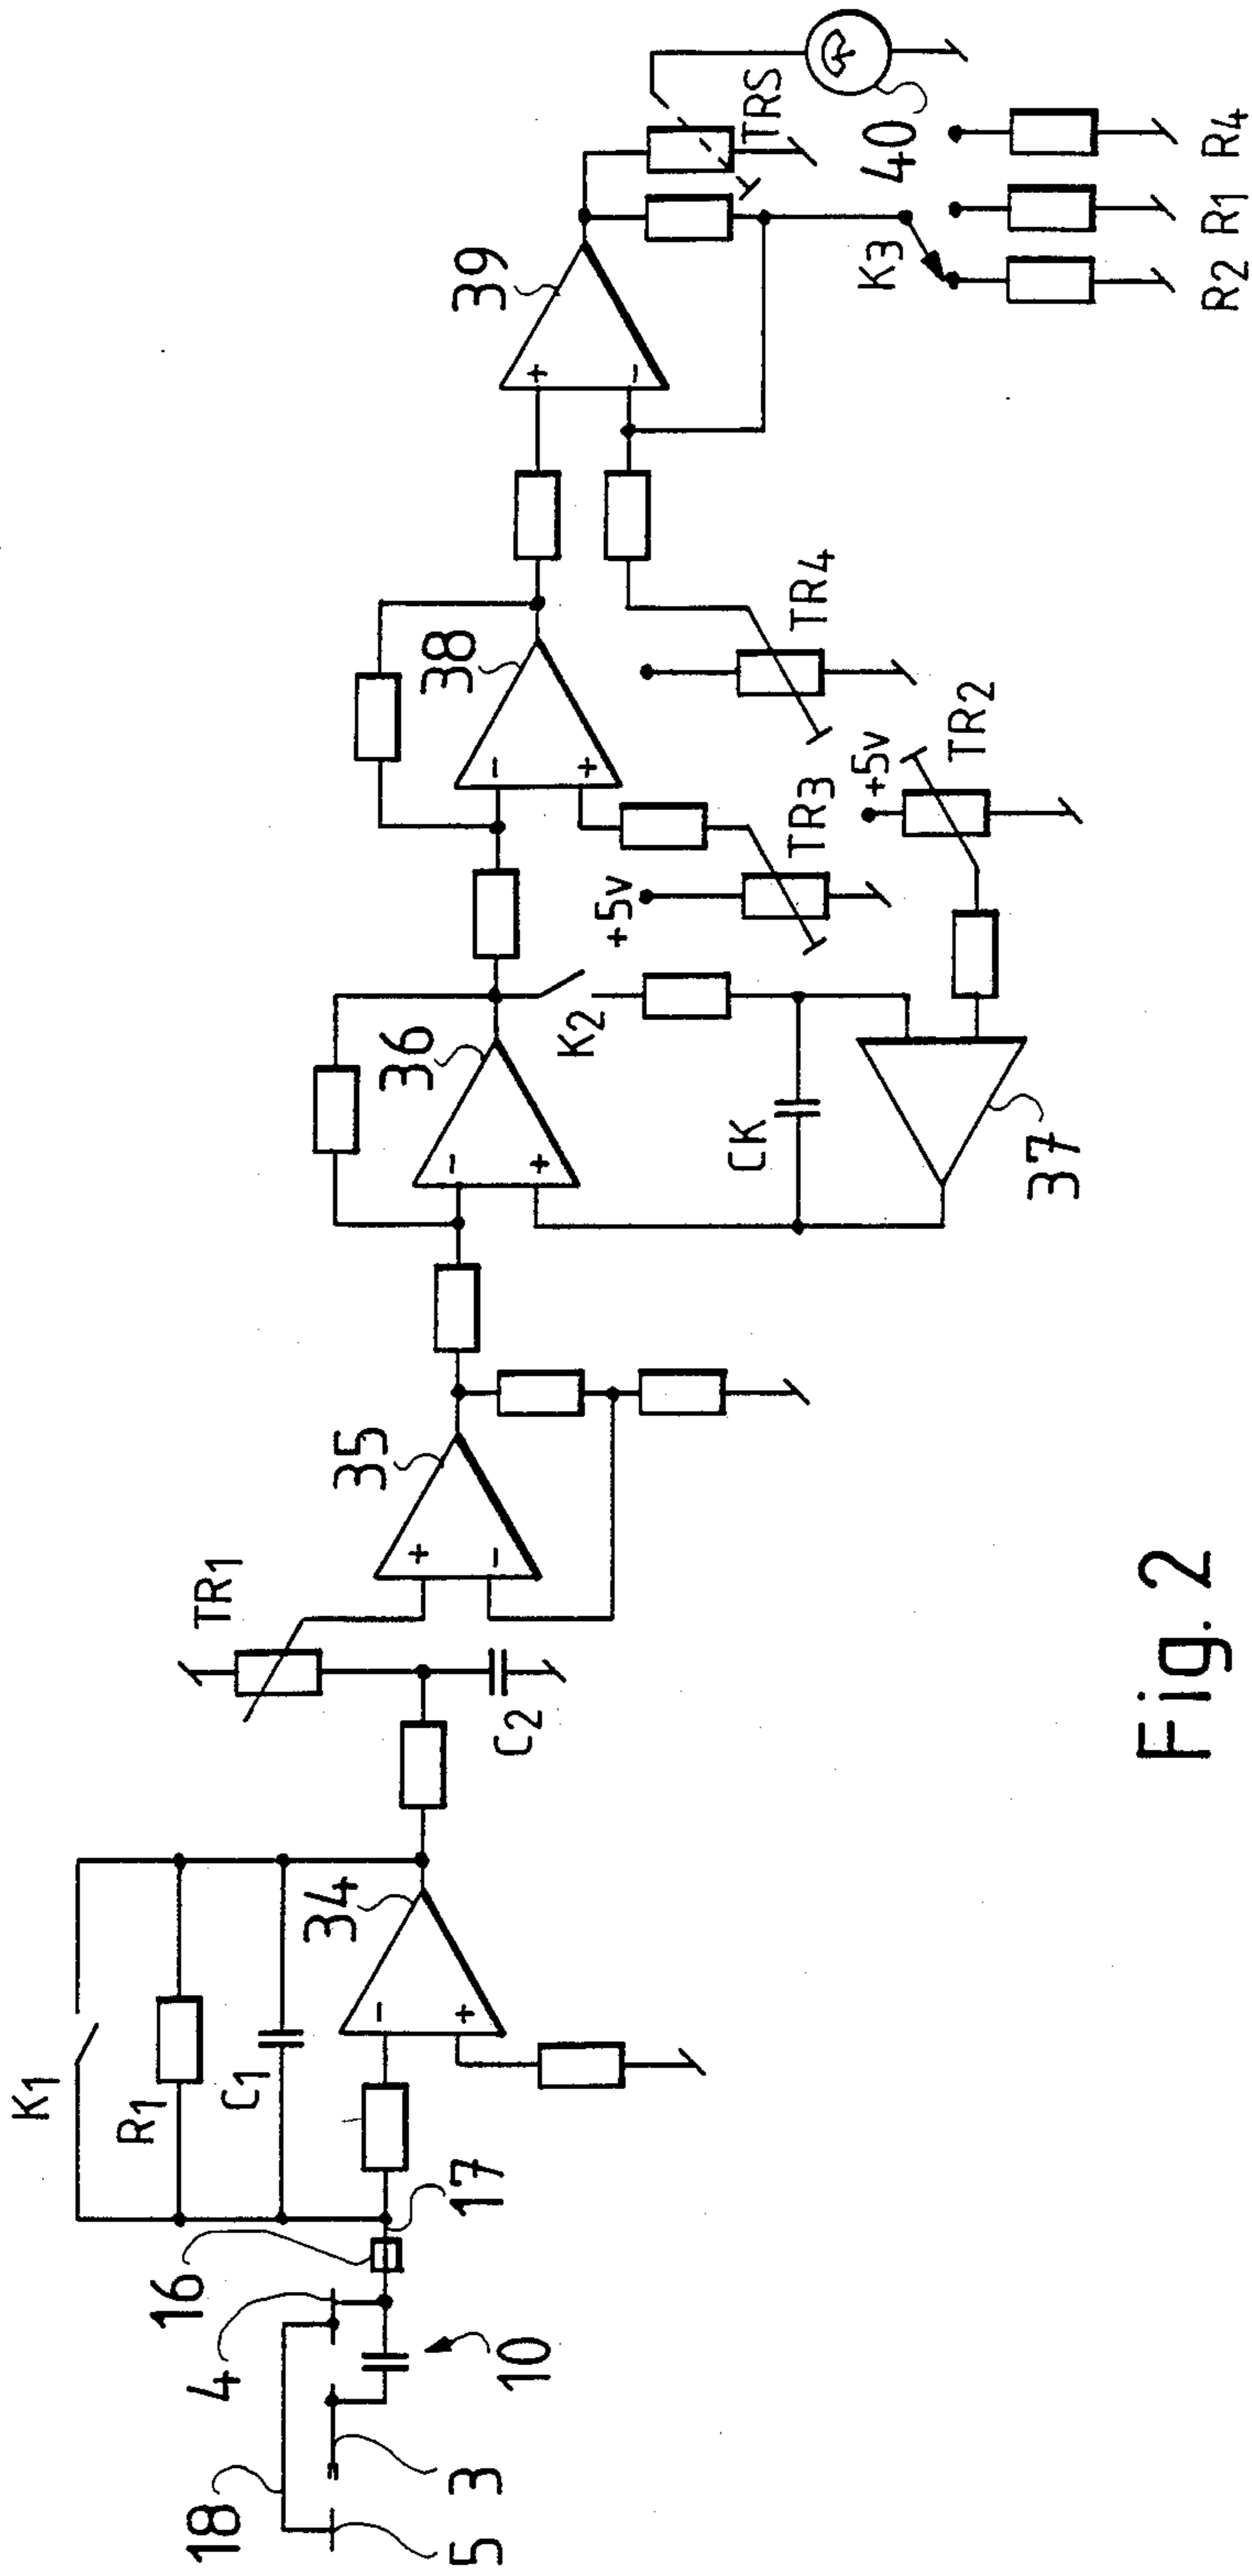 18
5
3
4
10
16
17
K1
R1
C1
34
C2
TR1
35
36
CK
37
K2
+5v
TR3
38
+5v
TR2
TR4
39
K3
TRS
40
R2
R1
R4
- +
+ -
- +
- +
+ -
Fig. 2